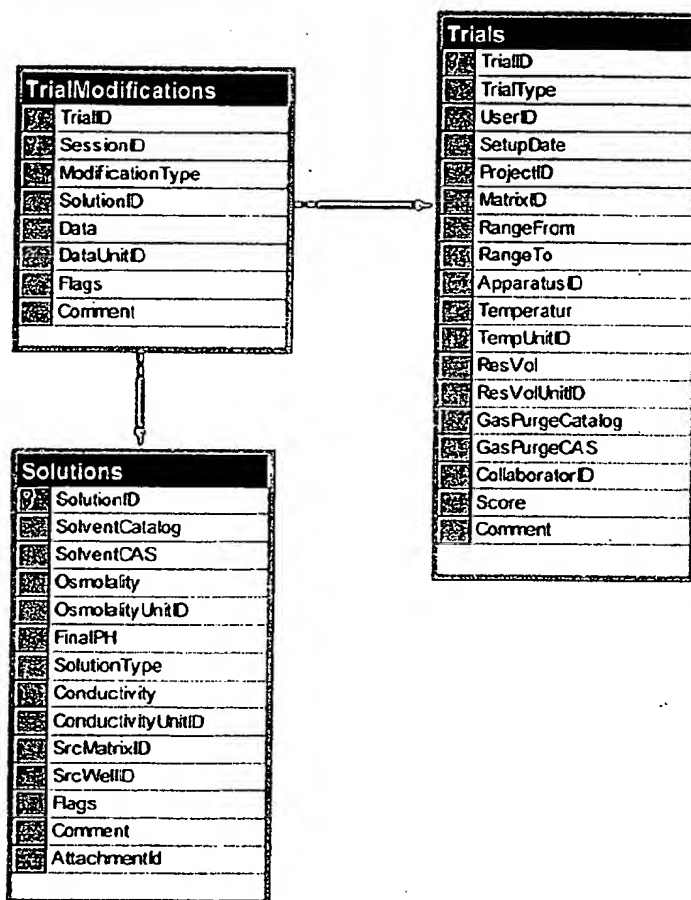 TrialModifications
TrialID
SessionID
ModificationType
SolutionID
Data
DataUnitID
Flags
Comment
Solutions
SolutionID
SolventCatalog
SolventCAS
Osmolality
OsmolalityUnitID
FinalPH
SolutionType
Conductivity
ConductivityUnitID
SrcMatrixID
SrcWellID
Flags
Comment
AttachmentId
Trials
TrialID
TrialType
UserID
SetupDate
ProjectID
MatrixID
RangeFrom
RangeTo
ApparatusID
Temperatur
TempUnitID
ResVol
ResVolUnitID
GasPurgeCatalog
GasPurgeCAS
CollaboratorID
Score
Comment